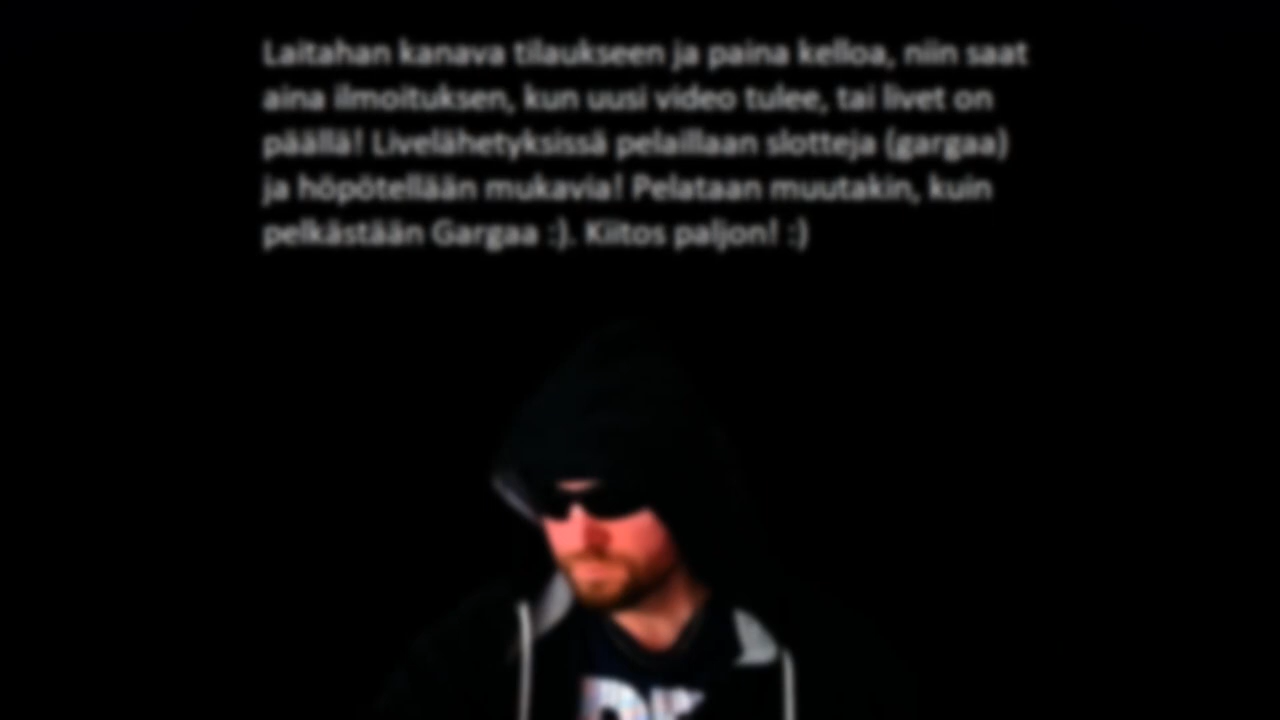 Laitahan kanava tilaukseen ja paina kelloa, niin saat
aina ilmoituksen, kun uusi video tulee, tai livet on
päällä! Livelähetyksissä pelaillaan slotteja (gargaa)
ja höpötellään mukavia! Pelataan muutakin, kuin
pelkästään Gargaa :). Kiitos paljon! :)